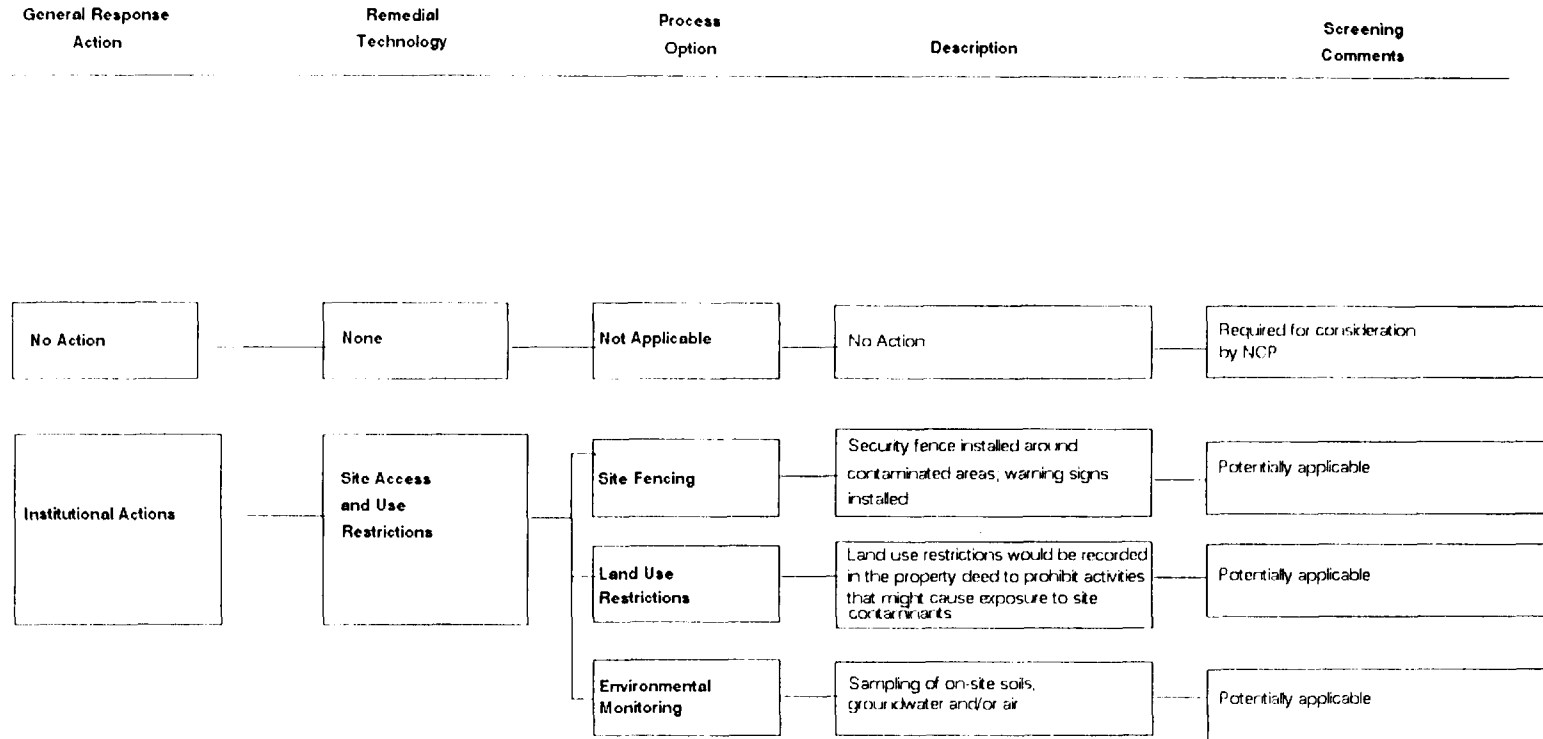 General Response
Action
Remedial
Technology
Process
Option
Description
Screening
Comments
No Action
None
Not Applicable
No Action
Required for consideration
by NCP
Institutional Actions
Site Access
and Use
Restrictions
Site Fencing
Security fence installed around
contaminated areas; warning signs
installed
Potentially applicable
Land Use
Restrictions
Land use restrictions would be recorded
in the property deed to prohibit activities
that might cause exposure to site
contaminants
Potentially applicable
Environmental
Monitoring
Sampling of on-site soils,
groundwater and/or air
Potentially applicable